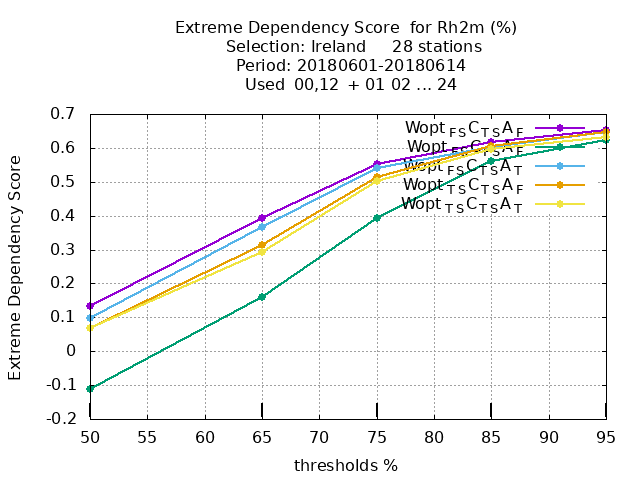 Extreme Dependency Score for Rh2m (%)
Selection: Ireland 28 stations
Period: 20180601-20180614
Used 00,12 + 01 02 ... 24
Extreme Dependency Score
0.7
0.6
0.5
0.4
0.3
0.2
0.1
0
-0.1
-0.2
Wopt FS C TS A F
Wopt FS C FS A F
Wopt FS C TS A T
Wopt TS C TS A F
Wopt TS C TS A T
50 55 60 65 70 75 80 85 90 95
thresholds %